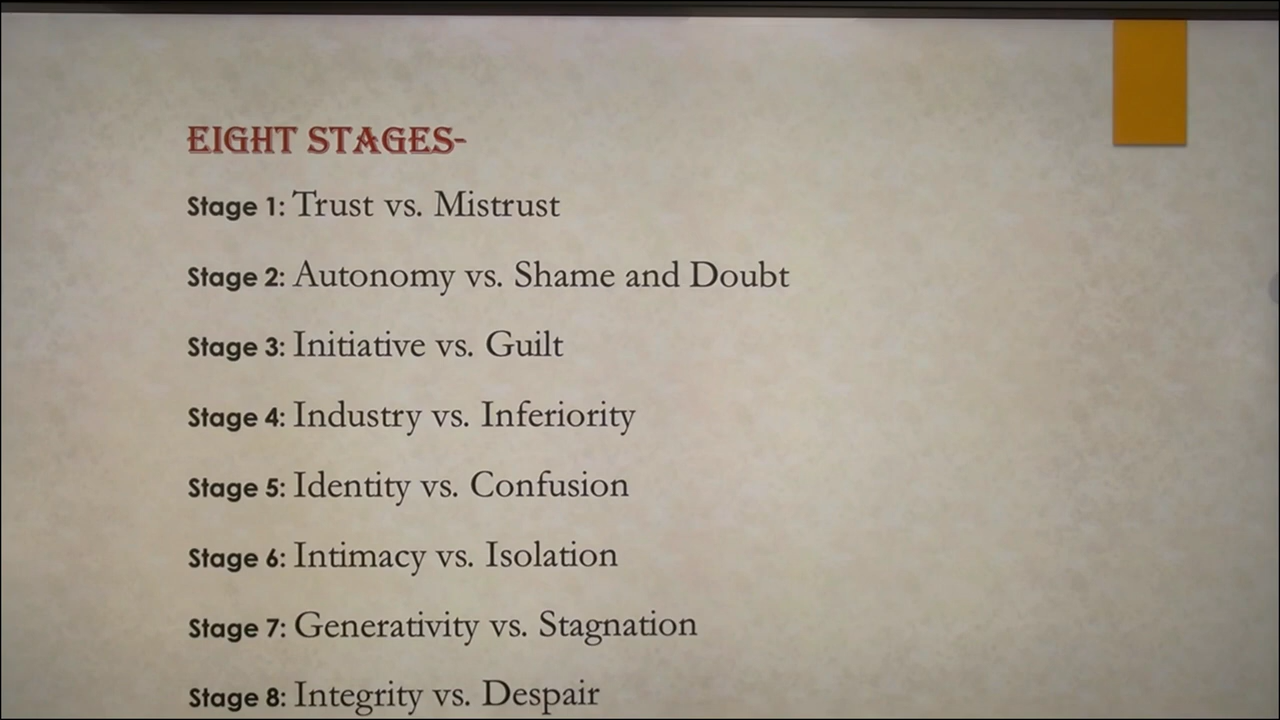 EIGHT STAGES-
Stage 1: Trust vs. Mistrust
Stage 2: Autonomy vs. Shame and Doubt
Stage 3: Initiative vs. Guilt
Stage 4: Industry vs. Inferiority
Stage 5: Identity vs. Confusion
Stage 6: Intimacy vs. Isolation
Stage 7: Generativity vs. Stagnation
Stage 8: Integrity vs. Despair